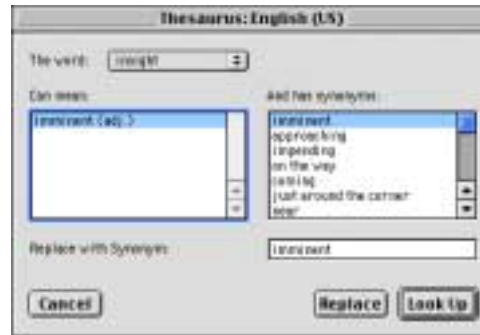 Thesaurus: English (US)
The word: insight
Can mean:
imminent (adj.)
And has synonyms:
imminent
approaching
impending
on the way
coming
just around the corner
near
Replace with Synonym:
imminent
Cancel
Replace
Look Up